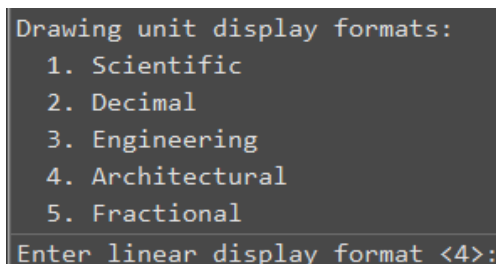 Drawing unit display formats:
1. Scientific
2. Decimal
3. Engineering
4. Architectural
5. Fractional
Enter linear display format <4>: